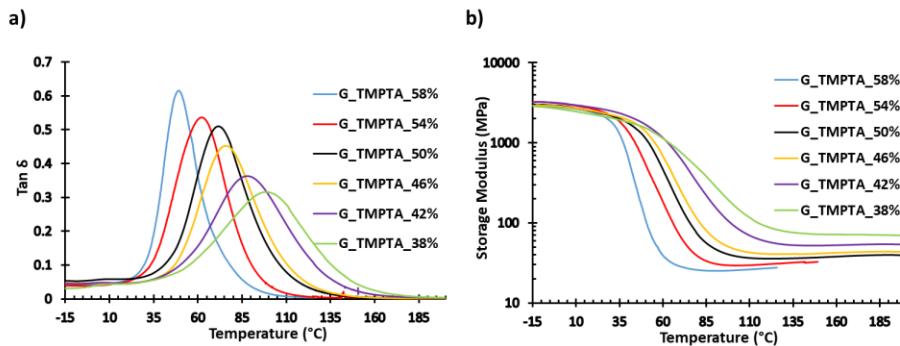 a)
0.7
0.6
0.5
0.4
0.3
0.2
0.1
0
Tan δ
-15 10 35 60 85 110 135 160 185
Temperature (°C)
G_TMPTA_58%
G_TMPTA_54%
G_TMPTA_50%
G_TMPTA_46%
G_TMPTA_42%
G_TMPTA_38%
b)
10000
1000
100
10
Storage Modulus (MPa)
-15 10 35 60 85 110 135 160 185
Temperature (°C)
G_TMPTA_58%
G_TMPTA_54%
G_TMPTA_50%
G_TMPTA_46%
G_TMPTA_42%
G_TMPTA_38%